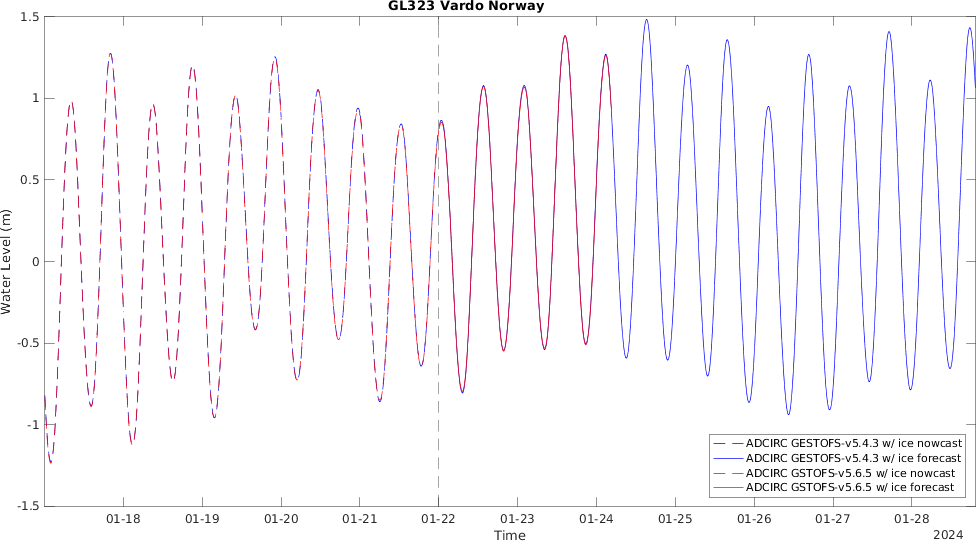 GL323 Vardo Norway
1.5
1
0.5
0
-0.5
-1
-1.5
Water Level (m)
ADCIRC GESTOFS-v5.4.3 w/ ice nowcast
ADCIRC GESTOFS-v5.4.3 w/ ice forecast
ADCIRC GSTOFS-v5.6.5 w/ ice nowcast
ADCIRC GSTOFS-v5.6.5 w/ ice forecast
01-18 01-19 01-20 01-21 01-22 01-23 01-24 01-25 01-26 01-27 01-28
Time
2024